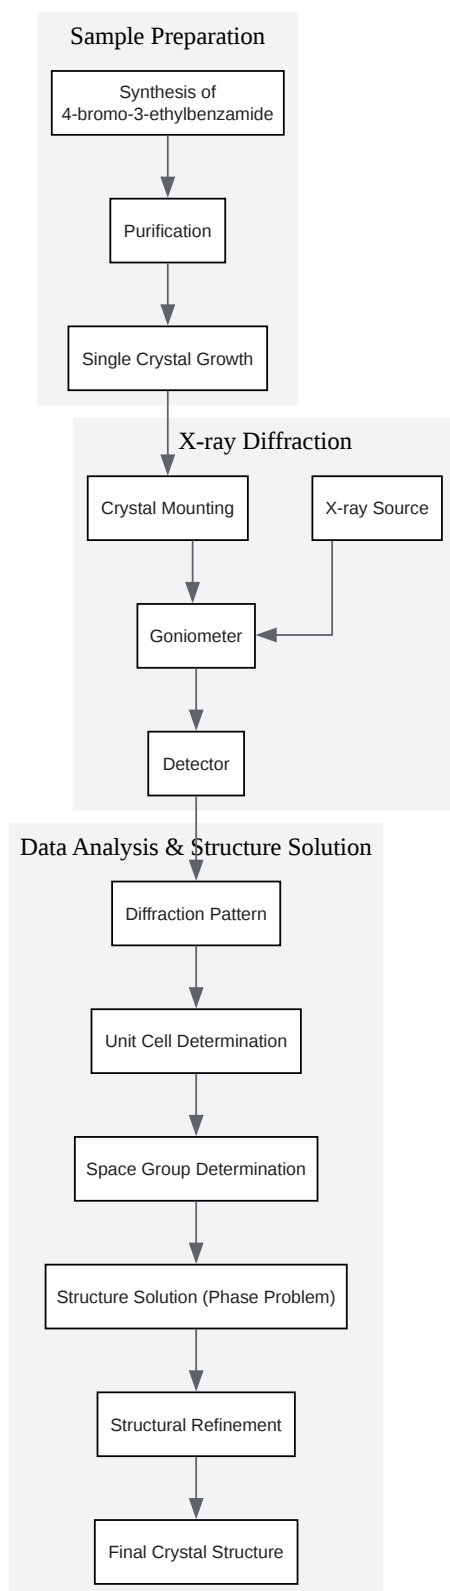 Sample Preparation
Synthesis of
4-bromo-3-ethylbenzamide
Purification
Single Crystal Growth
X-ray Diffraction
Crystal Mounting
X-ray Source
Goniometer
Detector
Data Analysis & Structure Solution
Diffraction Pattern
Unit Cell Determination
Space Group Determination
Structure Solution (Phase Problem)
Structural Refinement
Final Crystal Structure